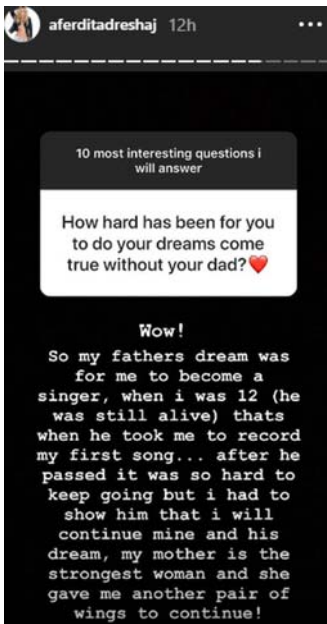 aferditadreshaj 12h
10 most interesting questions i
will answer
How hard has been for you
to do your dreams come
true without your dad?❤️
Wow!
So my fathers dream was
for me to become a
singer, when i was 12 (he
was still alive) thats
when he took me to record
my first song... after he
passed it was so hard to
keep going but i had to
show him that i will
continue mine and his
dream, my mother is the
strongest woman and she
gave me another pair of
wings to continue!